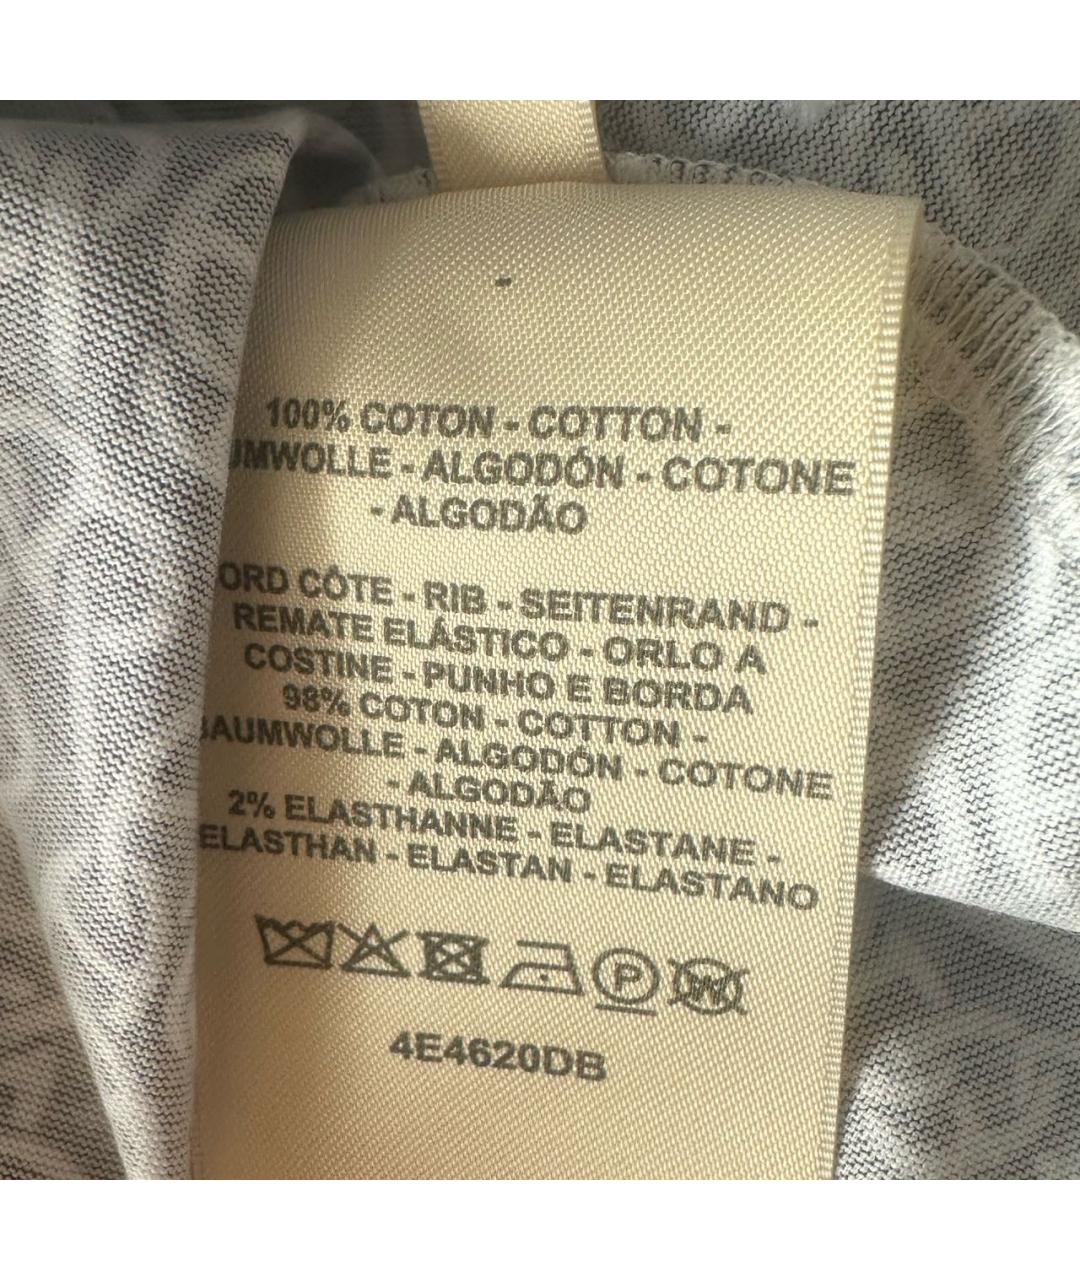 100% COTON - COTTON -
UMWOLLE - ALGODÓN - COTONE
- ALGODÃO
ORD CÔTE - RIB - SEITENRAND -
REMATE ELÁSTICO - ORLO A
COSTINE - PUNHO E BORDA
98% COTON - COTTON -
BAUMWOLLE - ALGODÓN - COTONE
- ALGODÃO
2% ELASTHANNE - ELASTANE -
ELASTHAN - ELASTAN - ELASTANO
P W
4E4620DB